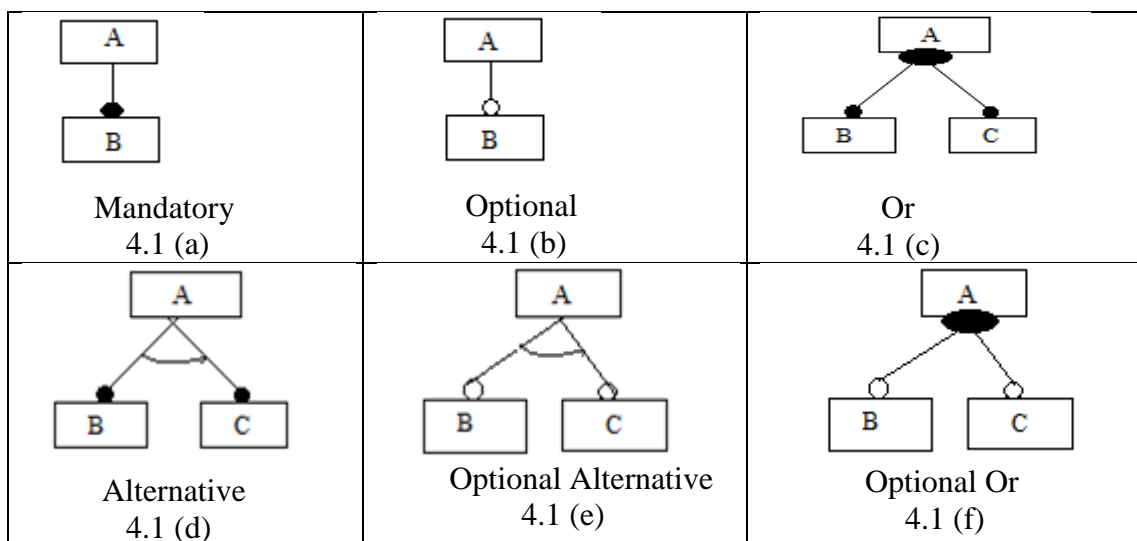 A
B
Mandatory
4.1 (a)
A
B
Optional
4.1 (b)
A
B C
Or
4.1 (c)
A
B C
Alternative
4.1 (d)
A
B C
Optional Alternative
4.1 (e)
A
B C
Optional Or
4.1 (f)